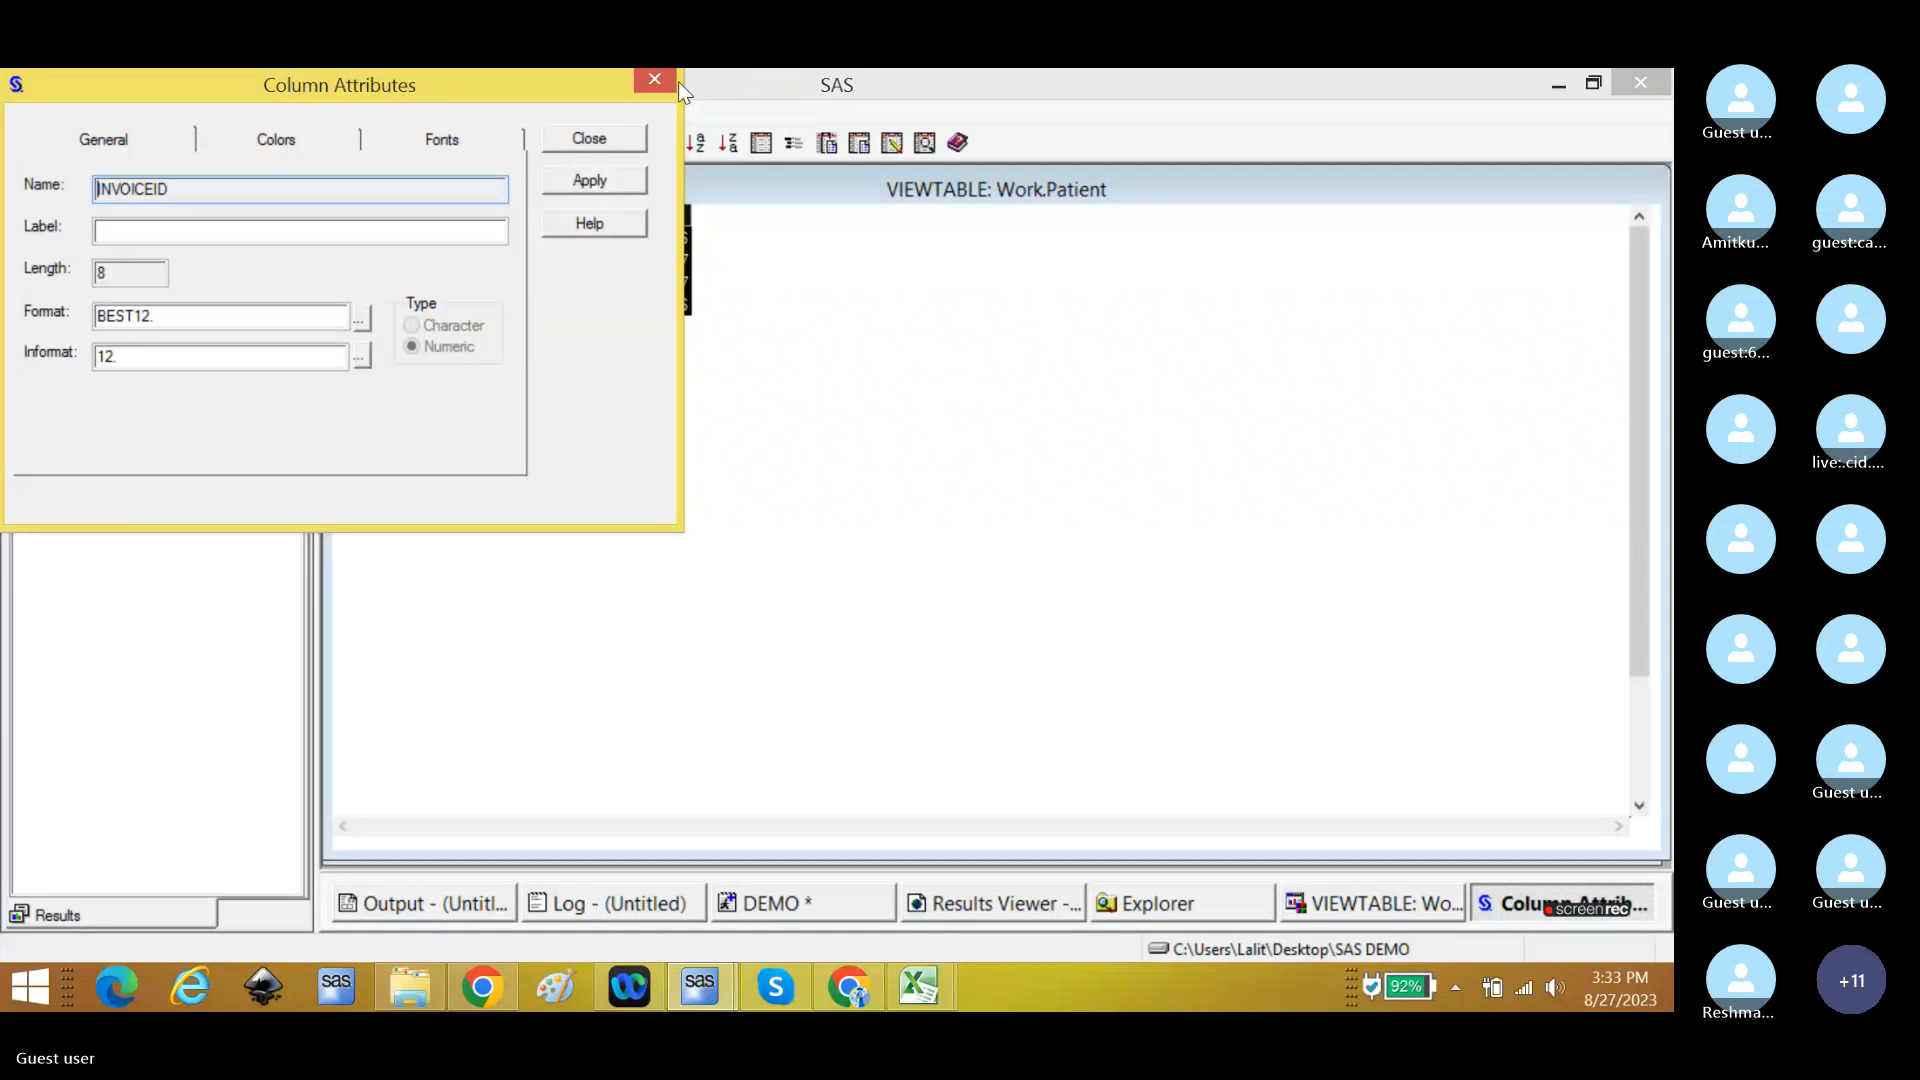 Column Attributes
SAS
General
Colors
Fonts
Close
Apply
Help
Name: INVOICEID
Label:
Length: 8
Format: BEST12. ...
Informat: 12. ...
Type
Character
Numeric
VIEWTABLE: Work.Patient
Results
Output - (Untitl...
Log - (Untitled)
DEMO *
Results Viewer -...
Explorer
VIEWTABLE: Wo...
screenrec
C:\Users\Lalit\Desktop\SAS DEMO
sas
sas
92%
3:33 PM
8/27/2023
Guest u...
Amitku...
guest:ca...
guest:6...
live:.cid....
Guest u...
Guest u...
Guest u...
Reshma...
+11
Guest user